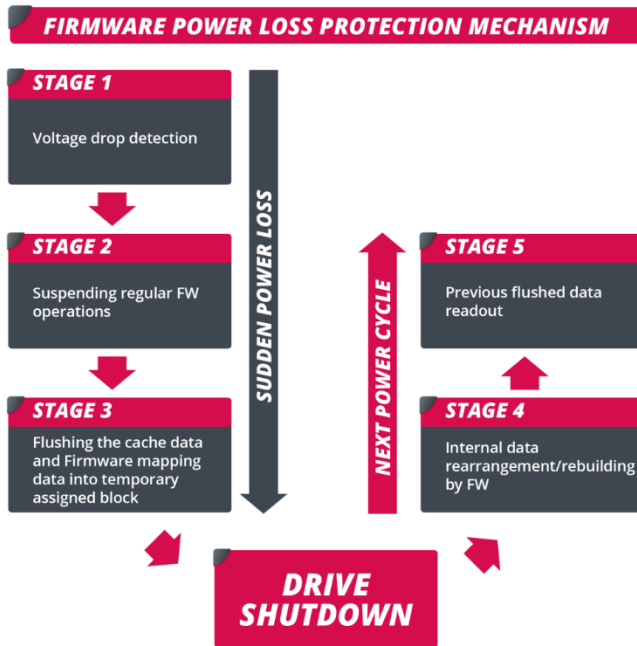 FIRMWARE POWER LOSS PROTECTION MECHANISM
STAGE 1
Voltage drop detection
STAGE 2
Suspending regular FW
operations
STAGE 3
Flushing the cache data
and Firmware mapping
data into temporary
assigned block
SUDDEN POWER LOSS
DRIVE
SHUTDOWN
NEXT POWER CYCLE
STAGE 4
Internal data
rearrangement/rebuilding
by FW
STAGE 5
Previous flushed data
readout